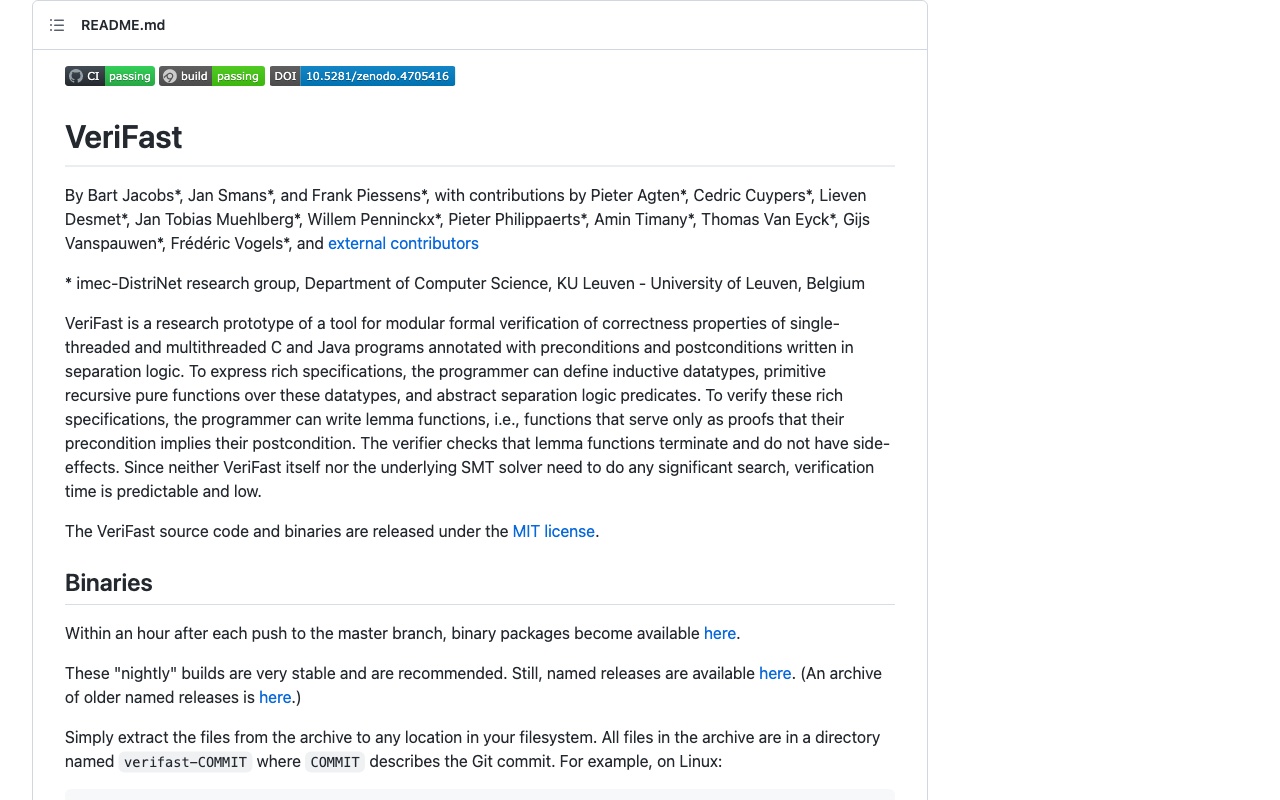 README.md
CI passing build passing DOI 10.5281/zenodo.4705416
VeriFast
By Bart Jacobs*, Jan Smans*, and Frank Piessens*, with contributions by Pieter Agten*, Cedric Cuypers*, Lieven
Desmet*, Jan Tobias Muehlberg*, Willem Penninckx*, Pieter Philippaerts*, Amin Timany*, Thomas Van Eyck*, Gijs
Vanspauwen*, Frédéric Vogels*, and external contributors
* imec-DistriNet research group, Department of Computer Science, KU Leuven - University of Leuven, Belgium
VeriFast is a research prototype of a tool for modular formal verification of correctness properties of single-
threaded and multithreaded C and Java programs annotated with preconditions and postconditions written in
separation logic. To express rich specifications, the programmer can define inductive datatypes, primitive
recursive pure functions over these datatypes, and abstract separation logic predicates. To verify these rich
specifications, the programmer can write lemma functions, i.e., functions that serve only as proofs that their
precondition implies their postcondition. The verifier checks that lemma functions terminate and do not have side-
effects. Since neither VeriFast itself nor the underlying SMT solver need to do any significant search, verification
time is predictable and low.
The VeriFast source code and binaries are released under the MIT license.
Binaries
Within an hour after each push to the master branch, binary packages become available here.
These "nightly" builds are very stable and are recommended. Still, named releases are available here. (An archive
of older named releases is here.)
Simply extract the files from the archive to any location in your filesystem. All files in the archive are in a directory
named verifast-COMMIT where COMMIT describes the Git commit. For example, on Linux: